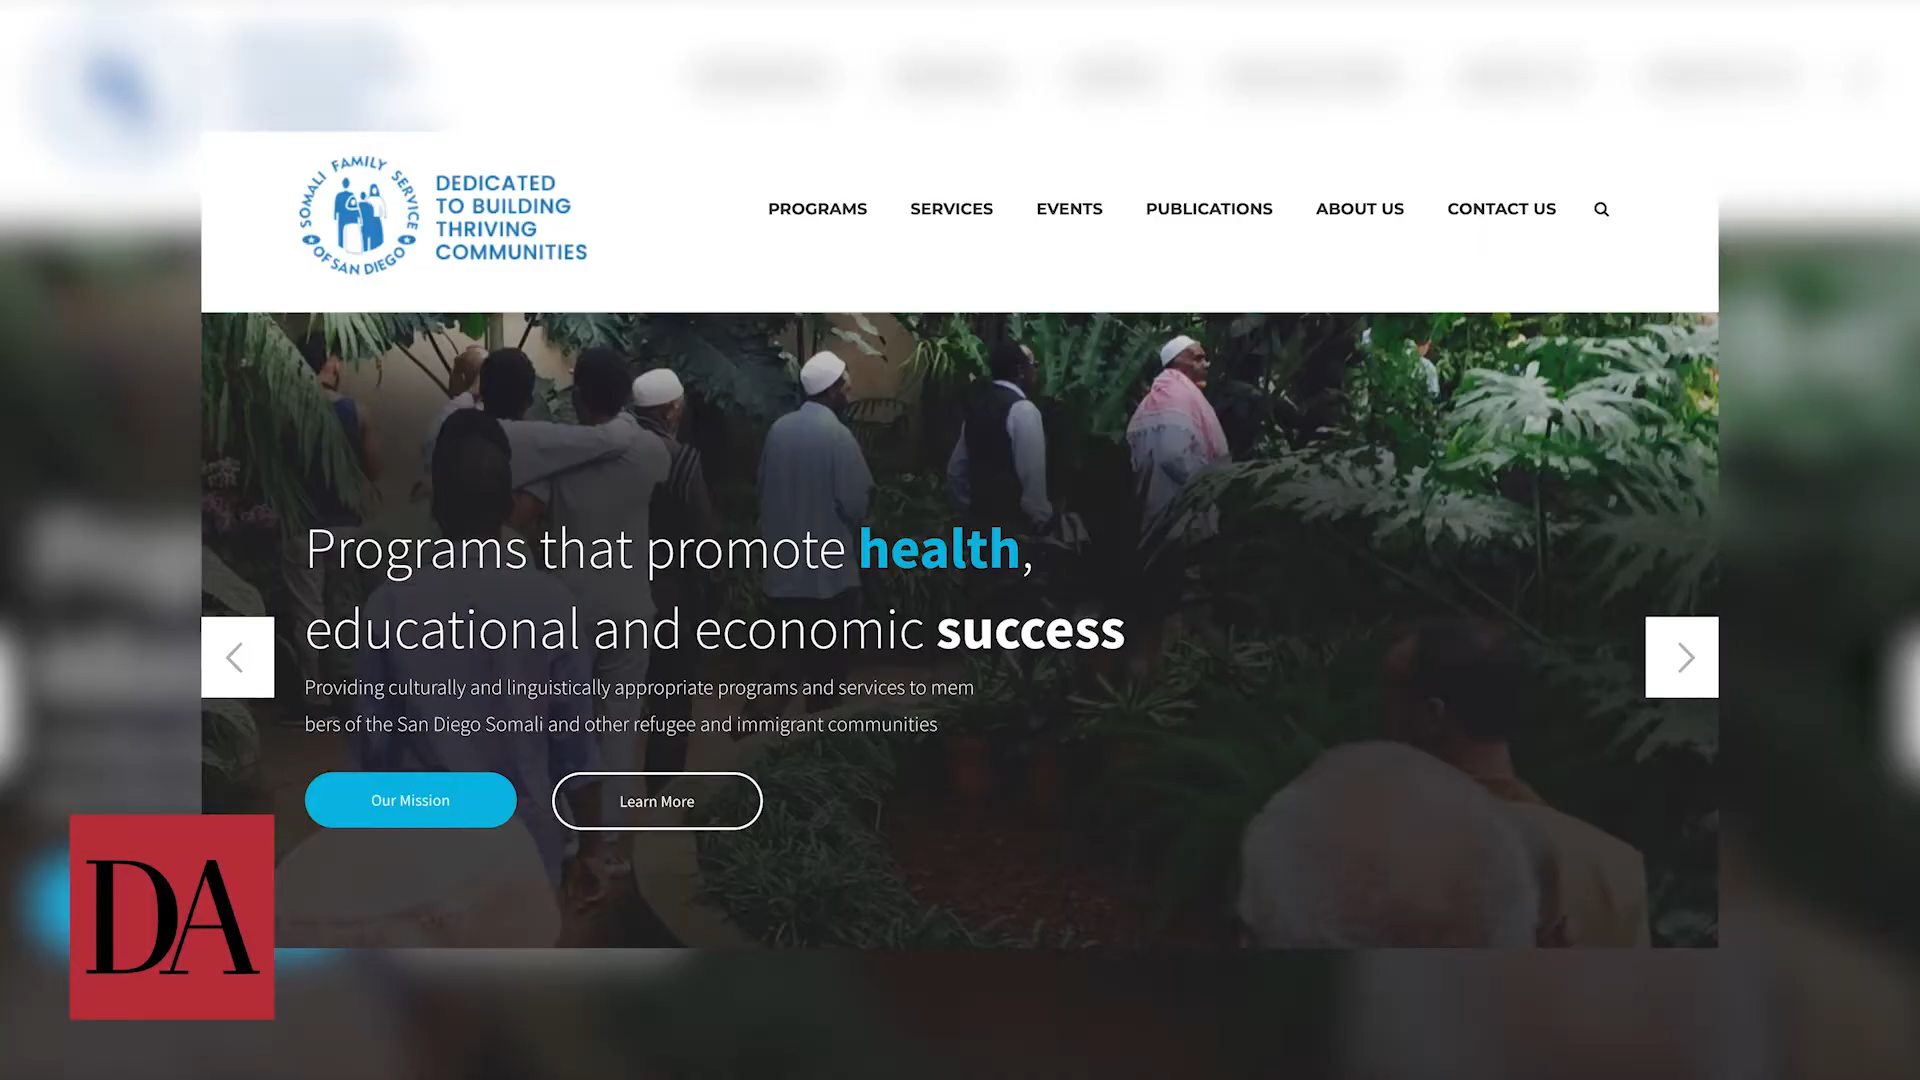 SOMALI FAMILY SERVICE
OF SAN DIEGO
DEDICATED
TO BUILDING
THRIVING
COMMUNITIES
PROGRAMS
SERVICES
EVENTS
PUBLICATIONS
ABOUT US
CONTACT US
Programs that promote health,
educational and economic success
Providing culturally and linguistically appropriate programs and services to mem
bers of the San Diego Somali and other refugee and immigrant communities
Our Mission
Learn More
DA